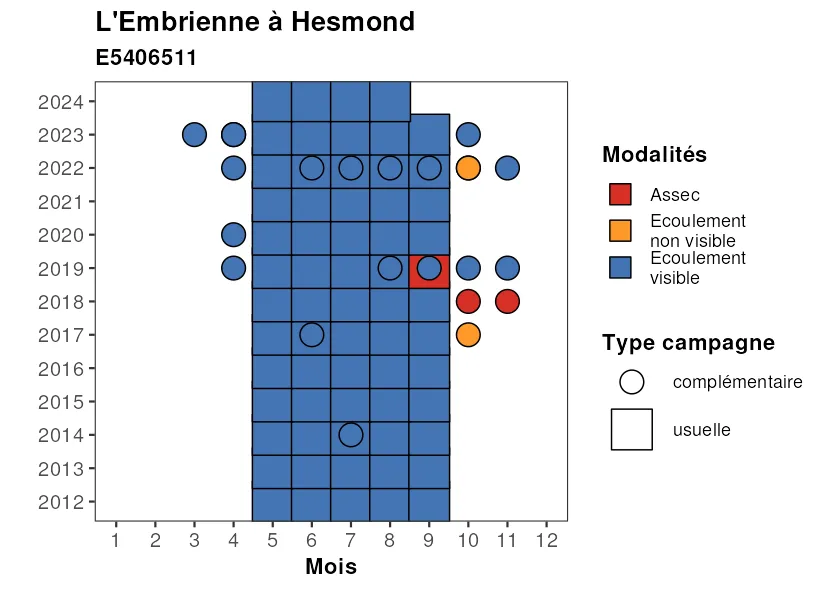 L'Embrienne à Hesmond
E5406511
2024
2023
2022
2021
2020
2019
2018
2017
2016
2015
2014
2013
2012
1 2 3 4 5 6 7 8 9 10 11 12
Mois
Modalités
Assec
Ecoulement
non visible
Ecoulement
visible
Type campagne
complémentaire
usuelle